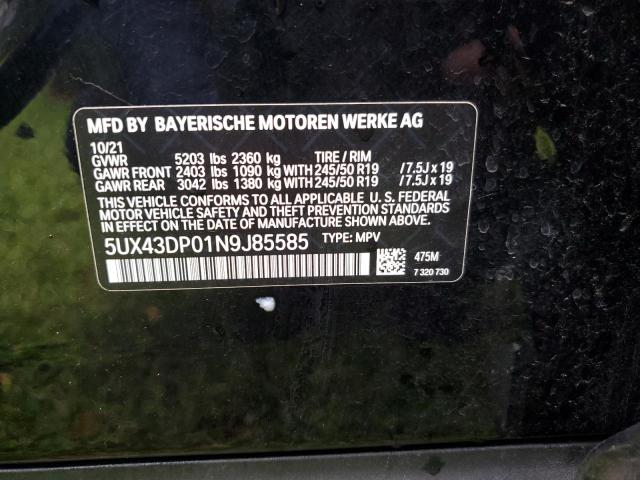 MFD BY BAYERISCHE MOTOREN WERKE AG
10/21
GVWR 5203 lbs 2360 kg TIRE / RIM
GAWR FRONT 2403 lbs 1090 kg WITH 245/50 R19 /7.5J x 19
GAWR REAR 3042 lbs 1380 kg WITH 245/50 R19 /7.5J x 19
THIS VEHICLE CONFORMS TO ALL APPLICABLE U. S. FEDERAL
MOTOR VEHICLE SAFETY AND THEFT PREVENTION STANDARDS
IN EFFECT ON THE DATE OF MANUFACTURE SHOWN ABOVE.
5UX43DP01N9J85585 TYPE: MPV
475M
7 320 730